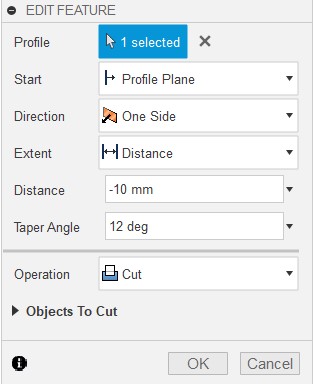 EDIT FEATURE
Profile 1 selected
Start Profile Plane
Direction One Side
Extent Distance
Distance -10 mm
Taper Angle 12 deg
Operation Cut
Objects To Cut
OK Cancel